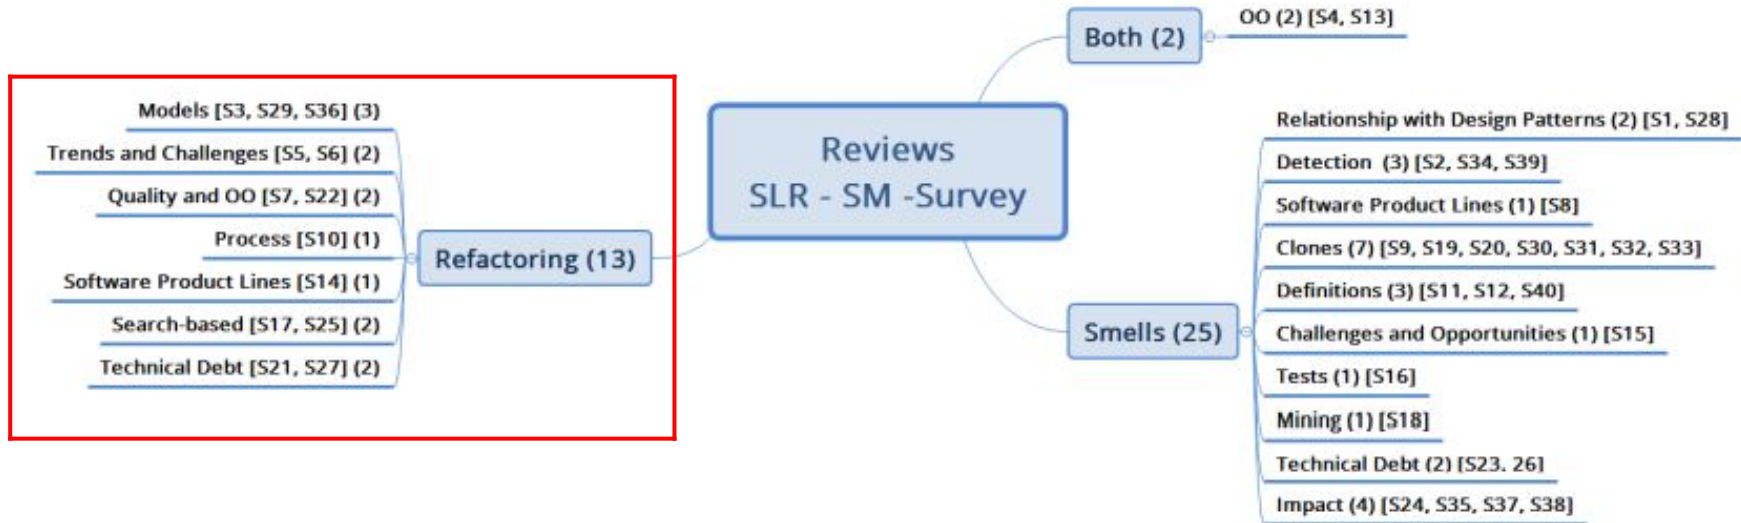 Reviews
SLR - SM -Survey
Both (2)
OO (2) [S4, S13]
Refactoring (13)
Models [S3, S29, S36] (3)
Trends and Challenges [S5, S6] (2)
Quality and OO [S7, S22] (2)
Process [S10] (1)
Software Product Lines [S14] (1)
Search-based [S17, S25] (2)
Technical Debt [S21, S27] (2)
Smells (25)
Relationship with Design Patterns (2) [S1, S28]
Detection (3) [S2, S34, S39]
Software Product Lines (1) [S8]
Clones (7) [S9, S19, S20, S30, S31, S32, S33]
Definitions (3) [S11, S12, S40]
Challenges and Opportunities (1) [S15]
Tests (1) [S16]
Mining (1) [S18]
Technical Debt (2) [S23. 26]
Impact (4) [S24, S35, S37, S38]